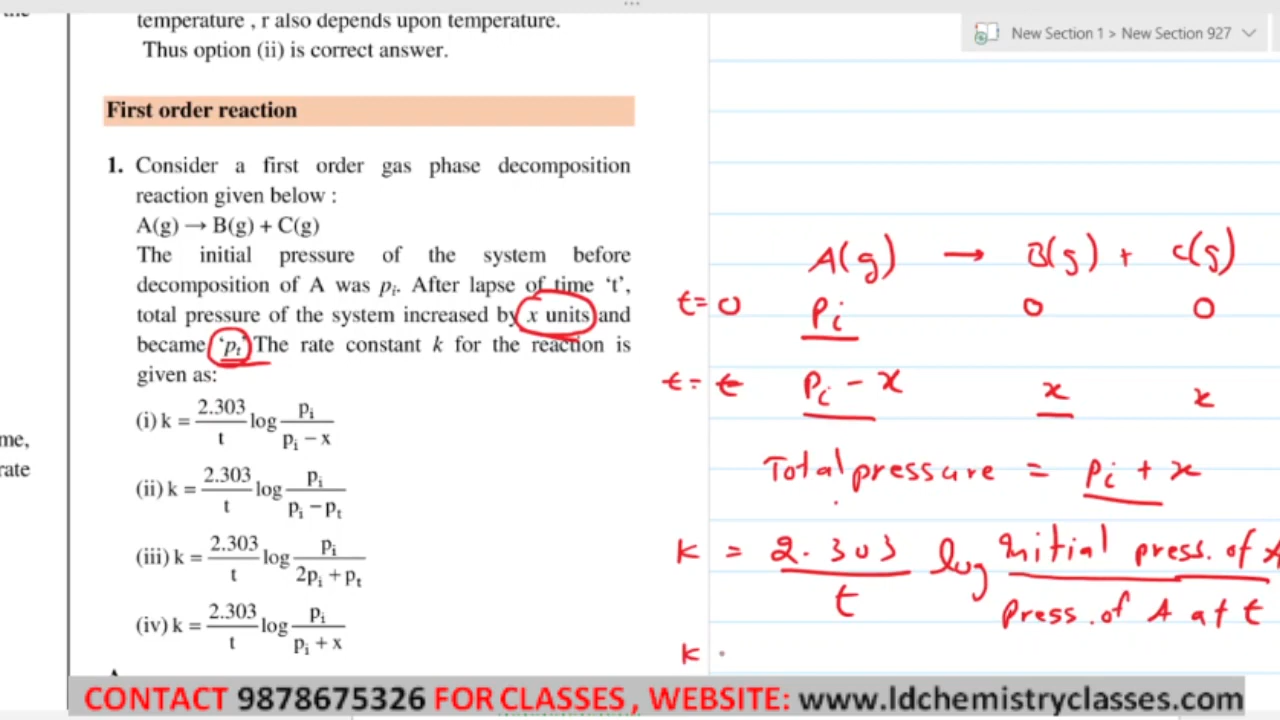 the
temperature , r also depends upon temperature.
Thus option (ii) is correct answer.
New Section 1 > New Section 927
First order reaction
1. Consider a first order gas phase decomposition
reaction given below :
A(g) → B(g) + C(g)
The initial pressure of the system before
decomposition of A was pᵢ. After lapse of time ‘t’,
total pressure of the system increased by x units and
became ‘pₜ’ The rate constant k for the reaction is
given as:
(i) k = 2.303/t log pᵢ/(pᵢ − x)
(ii) k = 2.303/t log pᵢ/(pᵢ − pₜ)
(iii) k = 2.303/t log pᵢ/(2pᵢ + pₜ)
(iv) k = 2.303/t log pᵢ/(pᵢ + x)
me,
rate
A(g) → B(g) + C(g)
t = 0 Pᵢ 0 0
t = t Pᵢ − x x x
Total pressure = Pᵢ + x
K = 2.303/t log Initial press. of A/Press. of A at t
K
CONTACT 9878675326 FOR CLASSES , WEBSITE: www.ldchemistryclasses.com